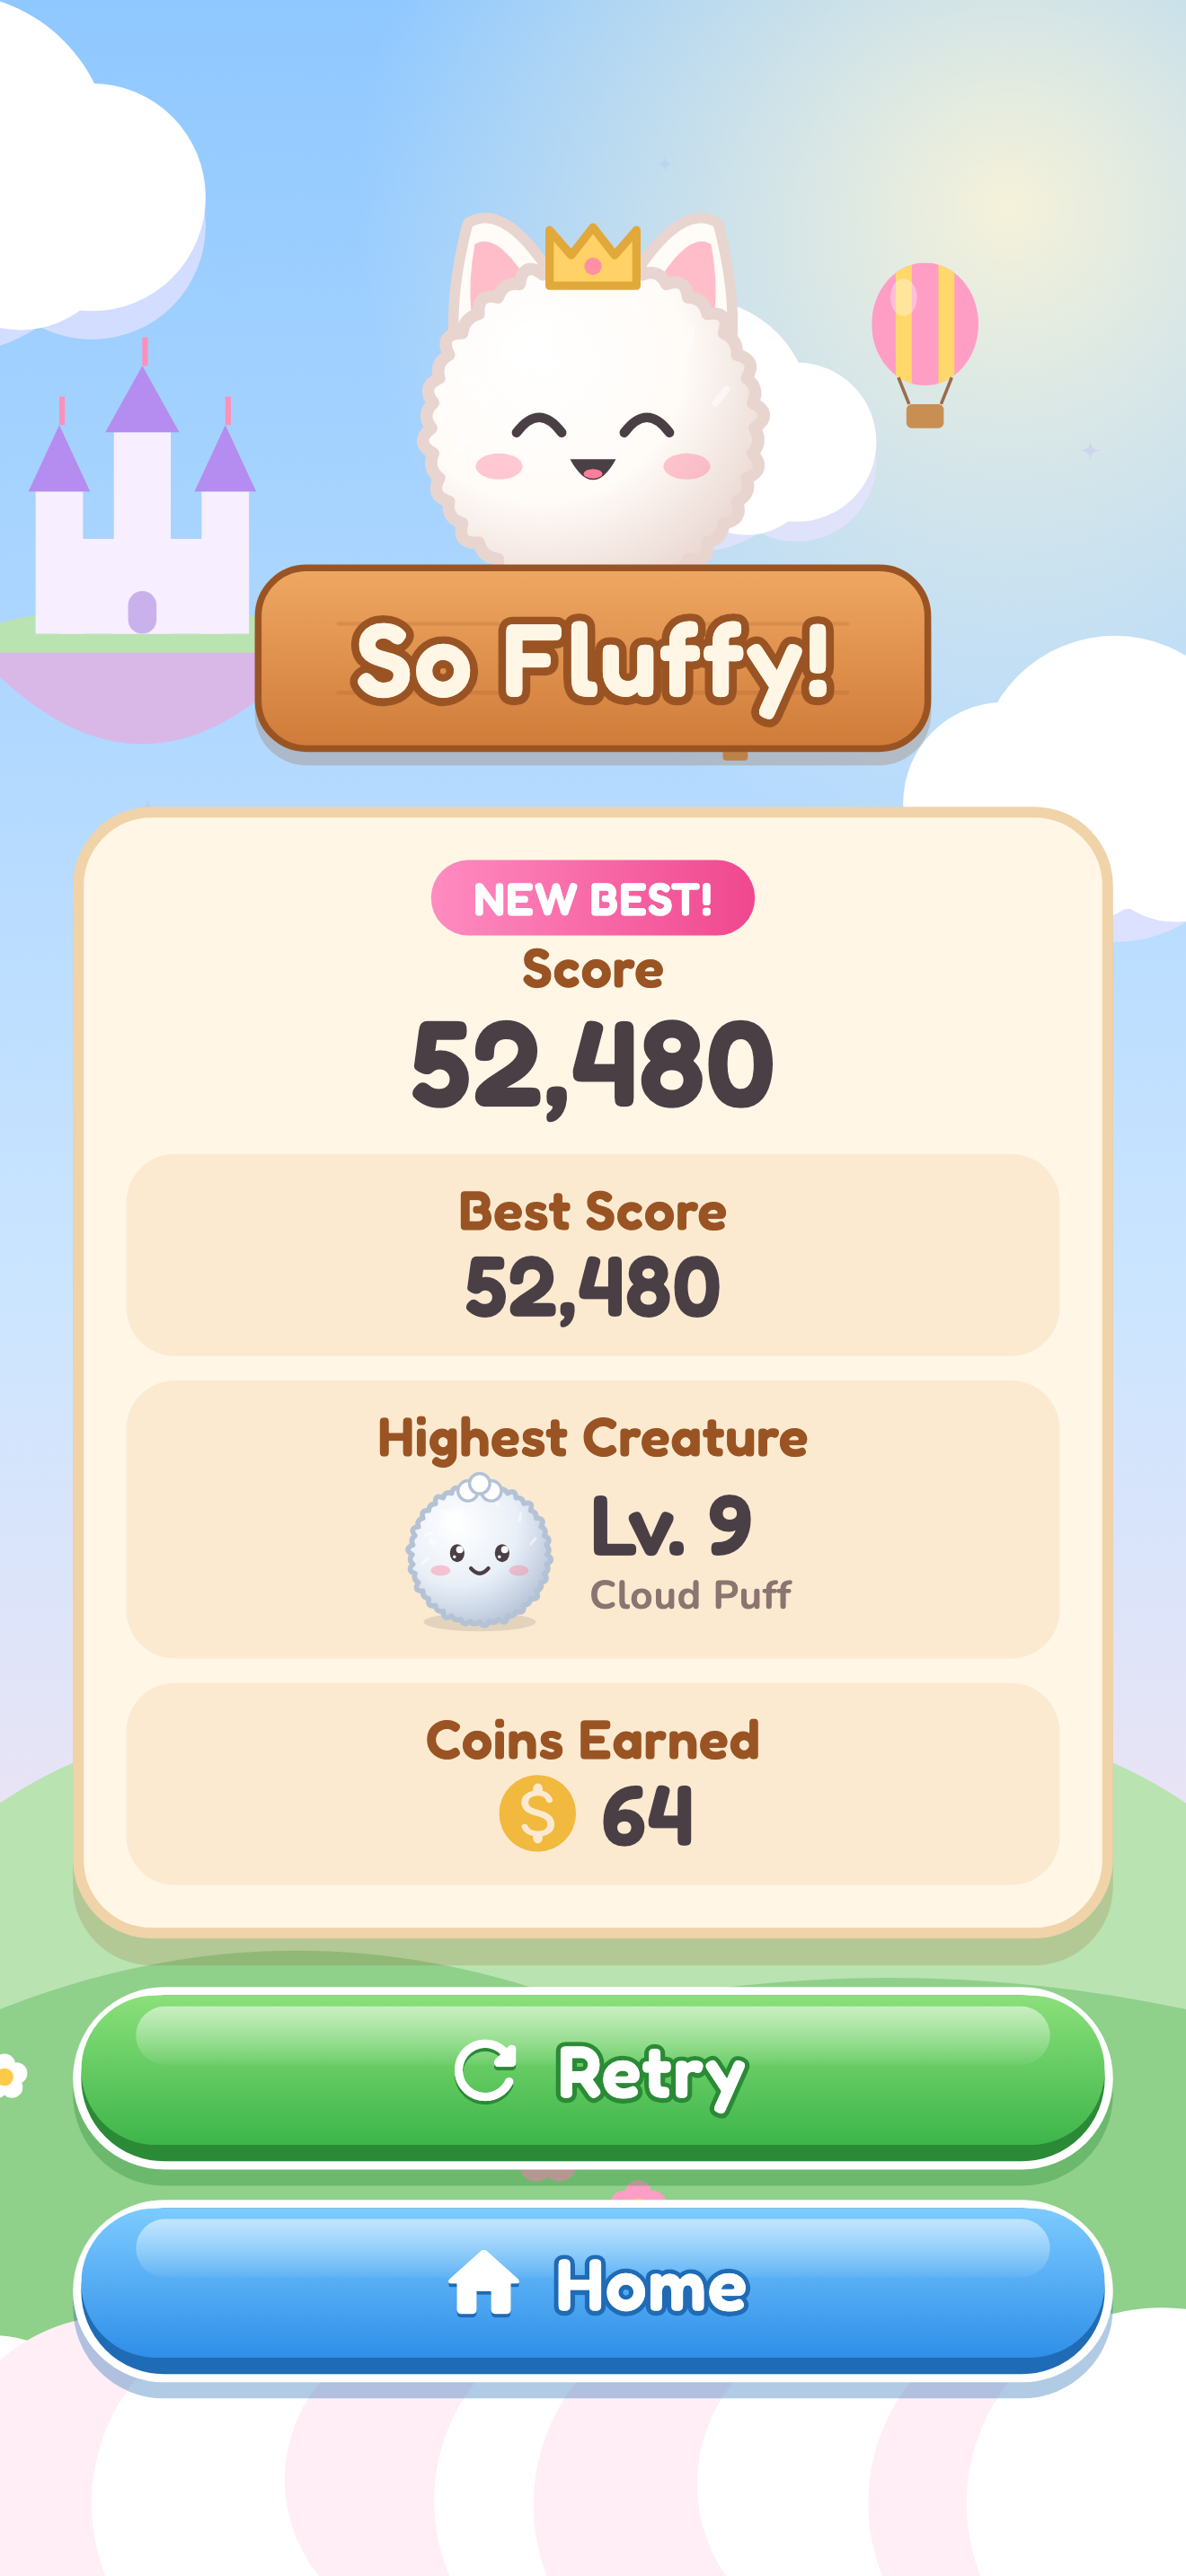 So Fluffy!
NEW BEST!
Score
52,480
Best Score
52,480
Highest Creature
Lv. 9
Cloud Puff
Coins Earned
$ 64
Retry
Home